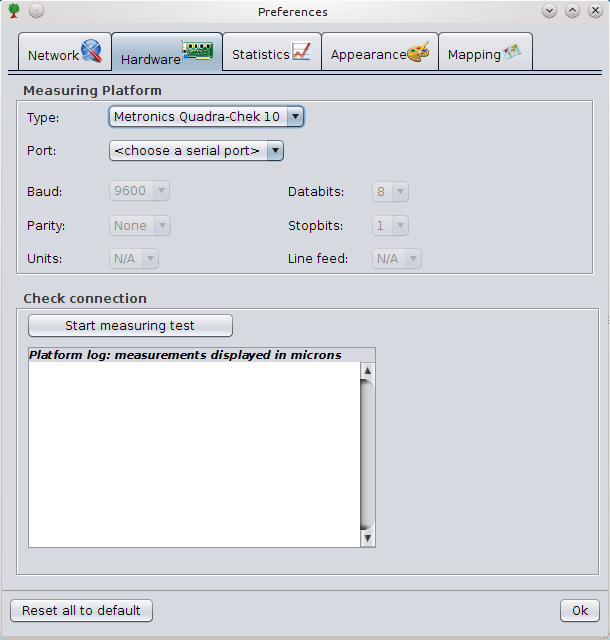 Preferences
Network Hardware Statistics Appearance Mapping
Measuring Platform
Type: Metronics Quadra-Chek 10
Port: <choose a serial port>
Baud: 9600 Databits: 8
Parity: None Stopbits: 1
Units: N/A Line feed: N/A
Check connection
Start measuring test
Platform log: measurements displayed in microns
Reset all to default Ok